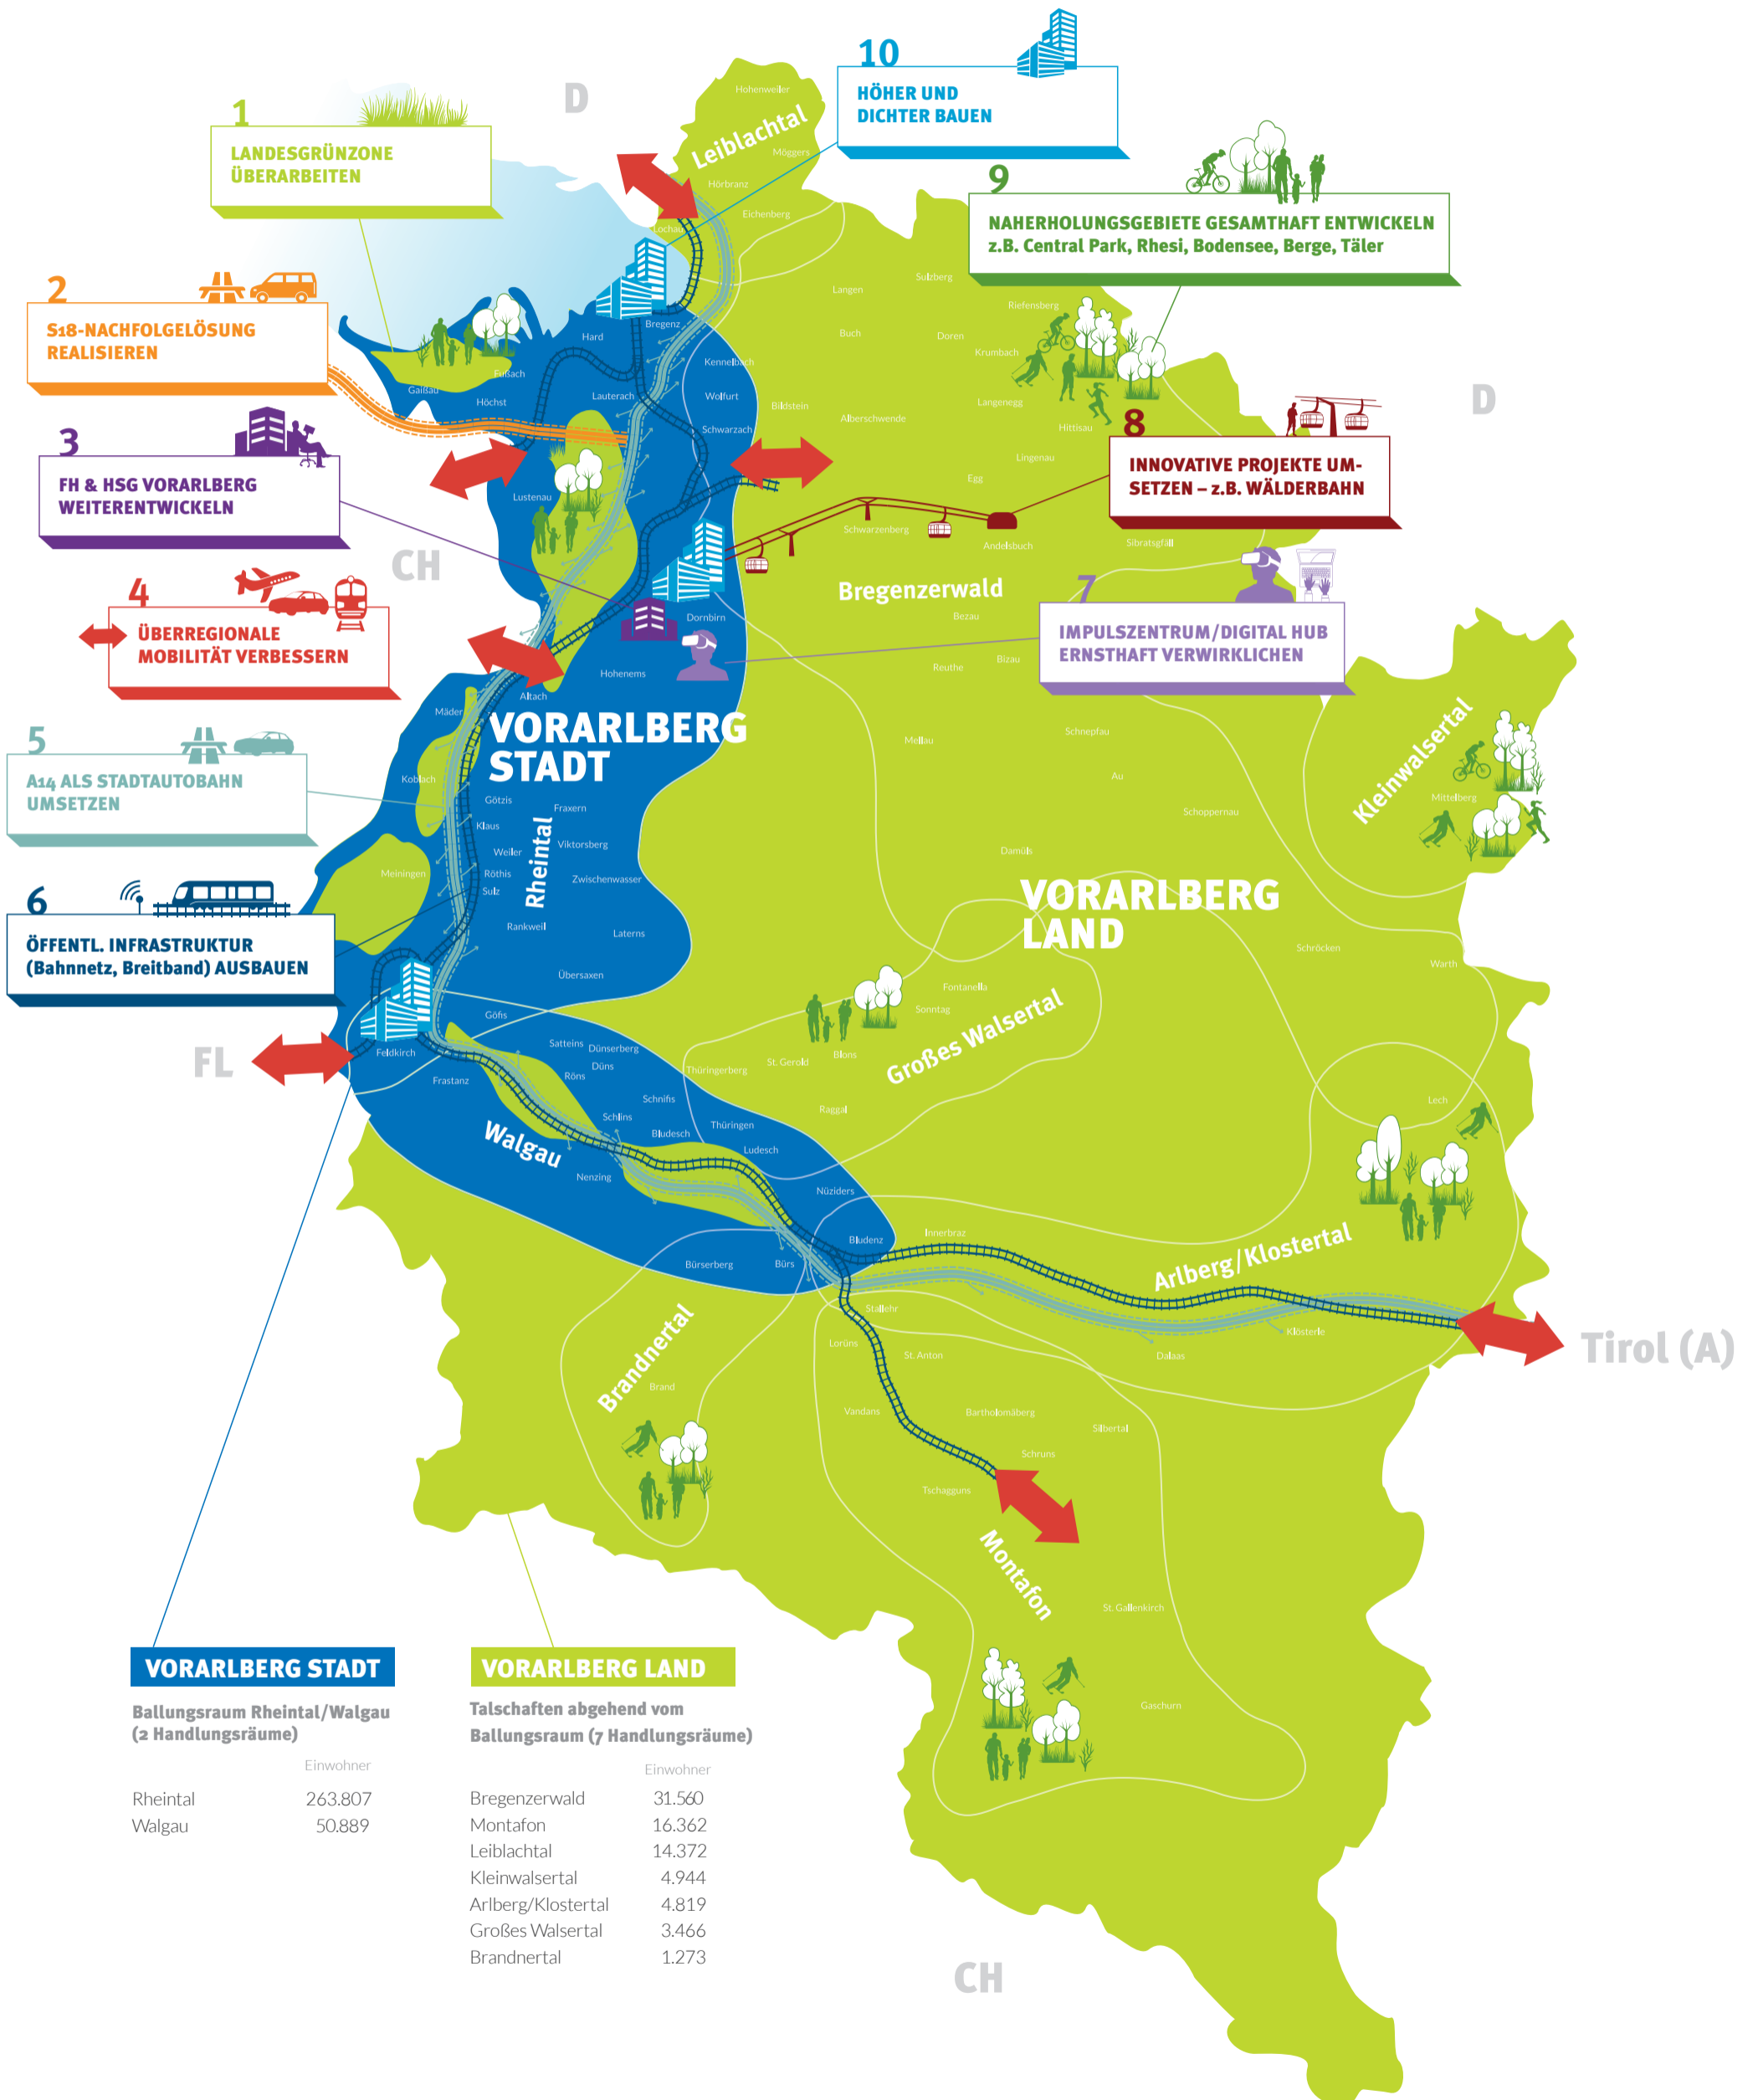 D
10
HÖHER UND
DICHTER BAUEN
1
LANDESGRÜNZONE
ÜBERARBEITEN
9
NAHERHOLUNGSGEBIETE GESAMTHAFT ENTWICKELN
z.B. Central Park, Rhesi, Bodensee, Berge, Täler
2
S18-NACHFOLGELÖSUNG
REALISIEREN
3
FH & HSG VORARLBERG
WEITERENTWICKELN
8
INNOVATIVE PROJEKTE UM-
SETZEN – z.B. WÄLDERBAHN
4
ÜBERREGIONALE
MOBILITÄT VERBESSERN
7
IMPULSZENTRUM/DIGITAL HUB
ERNSTHAFT VERWIRKLICHEN
5
A14 ALS STADTAUTOBAHN
UMSETZEN
6
ÖFFENTL. INFRASTRUKTUR
(Bahnnetz, Breitband) AUSBAUEN
D
CH
FL
Tirol (A)
CH
Leiblachtal
Hohenweiler
Möggers
Hörbranz
Eichenberg
Lochau
Bregenz
Hard
Fußach
Gaißau
Höchst
Lauterach
Kennelbach
Wolfurt
Schwarzach
Lustenau
Dornbirn
Hohenems
Altach
Mäder
VORARLBERG
STADT
Koblach
Götzis
Fraxern
Klaus
Weiler
Viktorsberg
Röthis
Sulz
Zwischenwasser
Meiningen
Rheintal
Rankweil
Laterns
Übersaxen
Göfis
Feldkirch
Bregenzerwald
Langen
Sulzberg
Buch
Doren
Riefensberg
Krumbach
Bildstein
Alberschwende
Langenegg
Hittisau
Lingenau
Egg
Schwarzenberg
Andelsbuch
Sibratsgfäll
Bezau
Reuthe
Bizau
Mellau
Schnepfau
Au
Schoppernau
Damüls
Schröcken
Warth
Kleinwalsertal
Mittelberg
VORARLBERG
LAND
Fontanella
Sonntag
Großes Walsertal
St. Gerold
Blons
Thüringerberg
Raggal
Frastanz
Satteins
Dünserberg
Düns
Röns
Schnifis
Schlins
Bludesch
Thüringen
Ludesch
Walgau
Nenzing
Nüziders
Bludenz
Bürserberg
Bürs
Brandnertal
Brand
Lech
Arlberg/Klostertal
Innerbraz
Stallehr
Klösterle
Dalaas
Lorüns
St. Anton
Vandans
Bartholomäberg
Silbertal
Schruns
Tschagguns
Montafon
St. Gallenkirch
Gaschurn
VORARLBERG STADT
Ballungsraum Rheintal/Walgau
(2 Handlungsräume)
Einwohner
Rheintal 263.807
Walgau 50.889
VORARLBERG LAND
Talschaften abgehend vom
Ballungsraum (7 Handlungsräume)
Einwohner
Bregenzerwald 31.560
Montafon 16.362
Leiblachtal 14.372
Kleinwalsertal 4.944
Arlberg/Klostertal 4.819
Großes Walsertal 3.466
Brandnertal 1.273